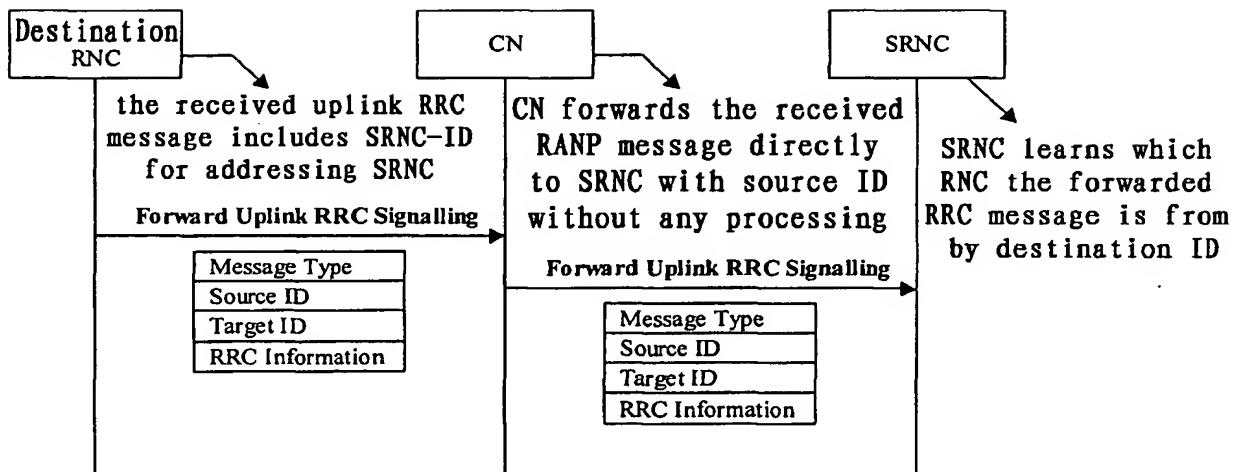 Destination
RNC
CN
SRNC
the received uplink RRC
message includes SRNC-ID
for addressing SRNC
CN forwards the received
RANP message directly
to SRNC with source ID
without any processing
SRNC learns which
RNC the forwarded
RRC message is from
by destination ID
Forward Uplink RRC Signalling
Message Type
Source ID
Target ID
RRC Information
Forward Uplink RRC Signalling
Message Type
Source ID
Target ID
RRC Information